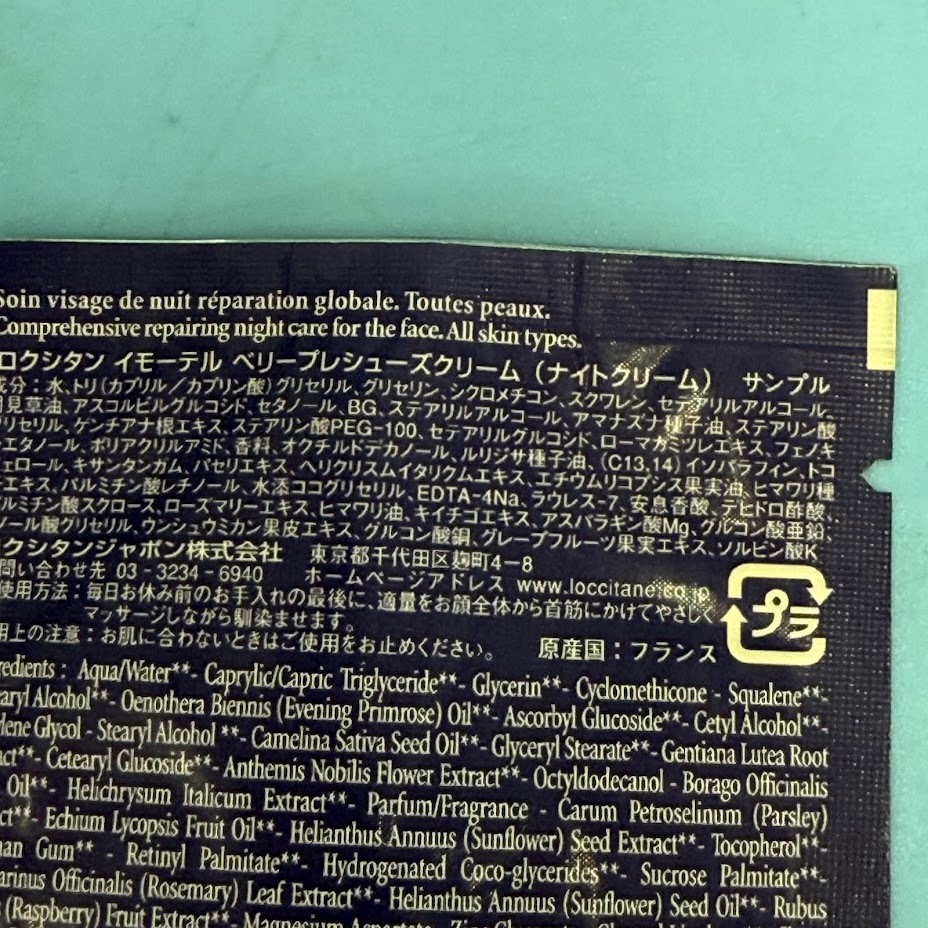 Soin visage de nuit réparation globale. Toutes peaux.
Comprehensive repairing night care for the face. All skin types.
ロクシタン イモーテル ベリープレシューズクリーム（ナイトクリーム） サンプル
成分：水、トリ(カプリル／カプリン酸)グリセリル、グリセリン、シクロメチコン、スクワレン、セテアリルアルコール、
月見草油、アスコルビルグルコシド、セタノール、BG、ステアリルアルコール、アマナズナ種子油、ステアリン酸
グリセリル、ゲンチアナ根エキス、ステアリン酸PEG-100、セテアリルグルコシド、ローマカミツレエキス、フェノキ
シエタノール、ポリアクリルアミド、香料、オクチルドデカノール、ルリジサ種子油、(C13,14)イソパラフィン、トコ
フェロール、キサンタンガム、パセリエキス、ヘリクリスムイタリクムエキス、エチウムリコプシス果実油、ヒマワリ種
子エキス、パルミチン酸レチノール、水添ココグリセリル、EDTA-4Na、ラウレス-7、安息香酸、デヒドロ酢酸、
パルミチン酸スクロース、ローズマリーエキス、ヒマワリ油、キイチゴエキス、アスパラギン酸Mg、グルコン酸亜鉛、
ノール酸グリセリル、ウンシュウミカン果皮エキス、グルコン酸銅、グレープフルーツ果実エキス、ソルビン酸K
クシタンジャポン株式会社 東京都千代田区麹町4－8
問い合わせ先 03-3234-6940 ホームページアドレス www.loccitane.co.jp
使用方法：毎日お休み前のお手入れの最後に、適量をお顔全体から首筋にかけてやさしく
マッサージしながら馴染ませます。
用上の注意：お肌に合わないときはご使用をお止めください。 原産国：フランス
プラ
redients : Aqua/Water**- Caprylic/Capric Triglyceride**- Glycerin**- Cyclomethicone - Squalene**-
aryl Alcohol**- Oenothera Biennis (Evening Primrose) Oil**- Ascorbyl Glucoside**- Cetyl Alcohol**-
lene Glycol - Stearyl Alcohol **- Camelina Sativa Seed Oil**- Glyceryl Stearate**- Gentiana Lutea Root
act**- Cetearyl Glucoside**- Anthemis Nobilis Flower Extract**- Octyldodecanol - Borago Officinalis
Oil**- Helichrysum Italicum Extract**- Parfum/Fragrance - Carum Petroselinum (Parsley)
ct**- Echium Lycopsis Fruit Oil**- Helianthus Annuus (Sunflower) Seed Extract**- Tocopherol**-
han Gum** - Retinyl Palmitate**- Hydrogenated Coco-glycerides**- Sucrose Palmitate**-
arinus Officinalis (Rosemary) Leaf Extract**- Helianthus Annuus (Sunflower) Seed Oil**- Rubus
(Raspberry) Fruit Extract**- Magnesium Aspartate